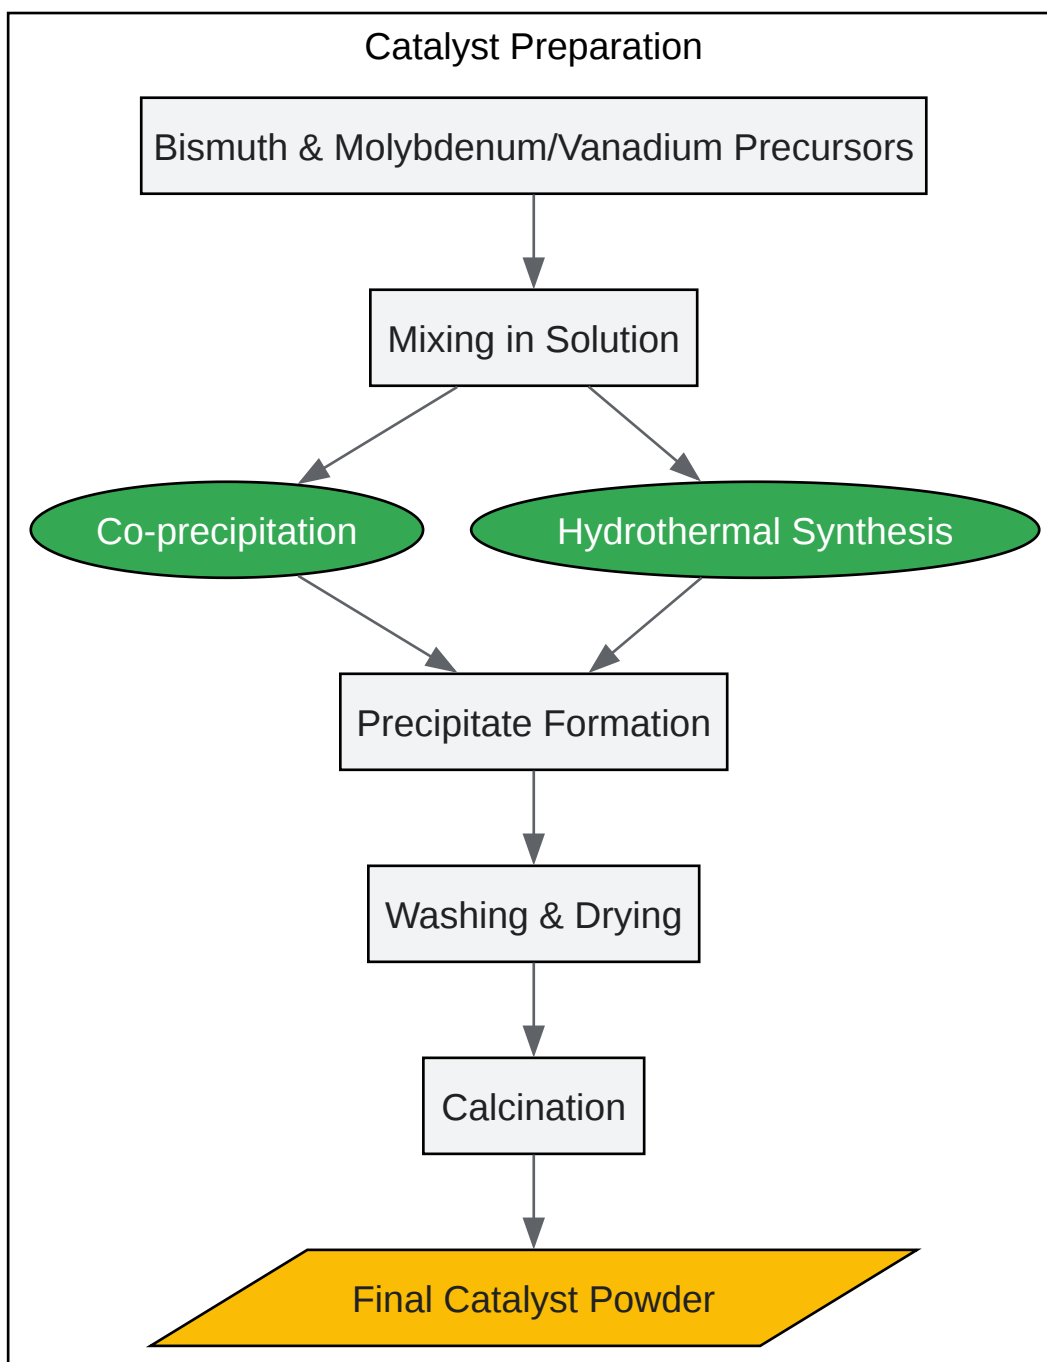 Catalyst Preparation
Bismuth & Molybdenum/Vanadium Precursors
Mixing in Solution
Co-precipitation
Hydrothermal Synthesis
Precipitate Formation
Washing & Drying
Calcination
Final Catalyst Powder